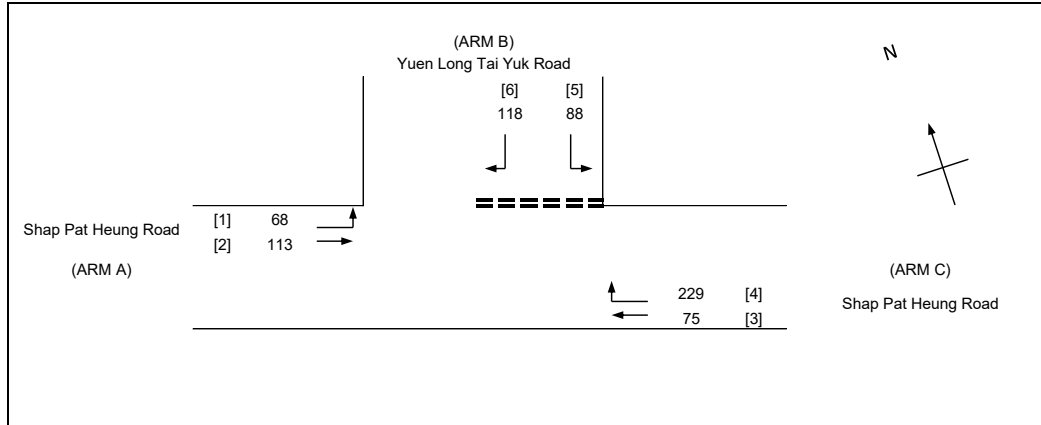 (ARM B)
Yuen Long Tai Yuk Road
N
[6] [5]
118 88
Shap Pat Heung Road
(ARM A)
[1] 68
[2] 113
229 [4]
75 [3]
(ARM C)
Shap Pat Heung Road